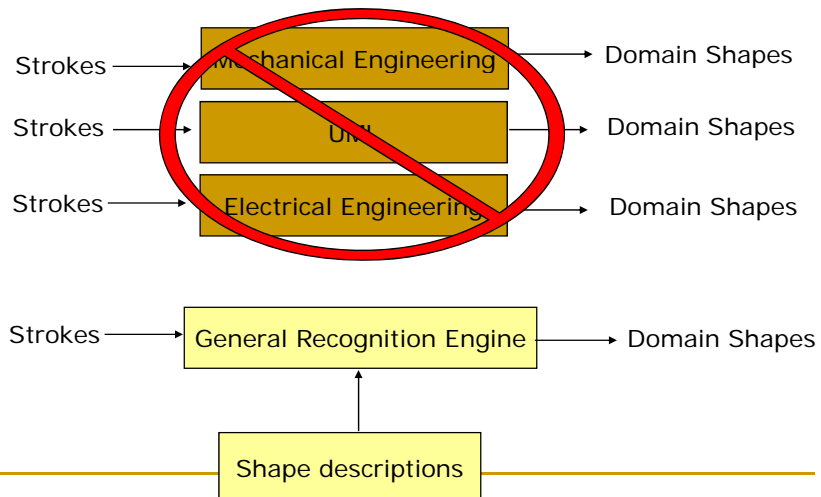 Strokes Mechanical Engineering Domain Shapes
Strokes UML Domain Shapes
Strokes Electrical Engineering Domain Shapes
Strokes General Recognition Engine Domain Shapes
Shape descriptions